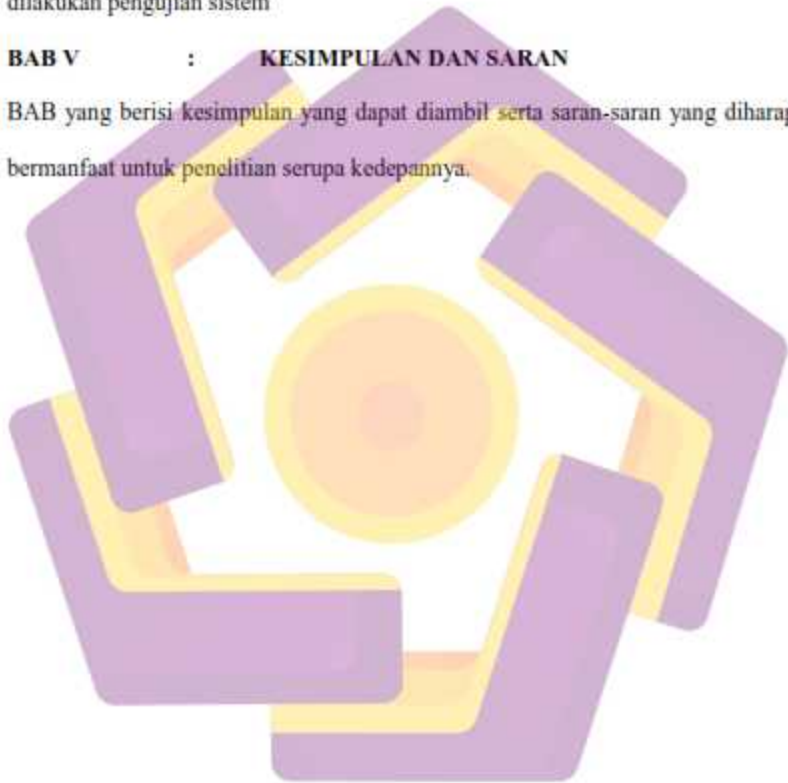 dilakukan pengujian sistem
BAB V : KESIMPULAN DAN SARAN
BAB yang berisi kesimpulan yang dapat diambil serta saran-saran yang dihara
bermanfaat untuk penelitian serupa kedepannya.